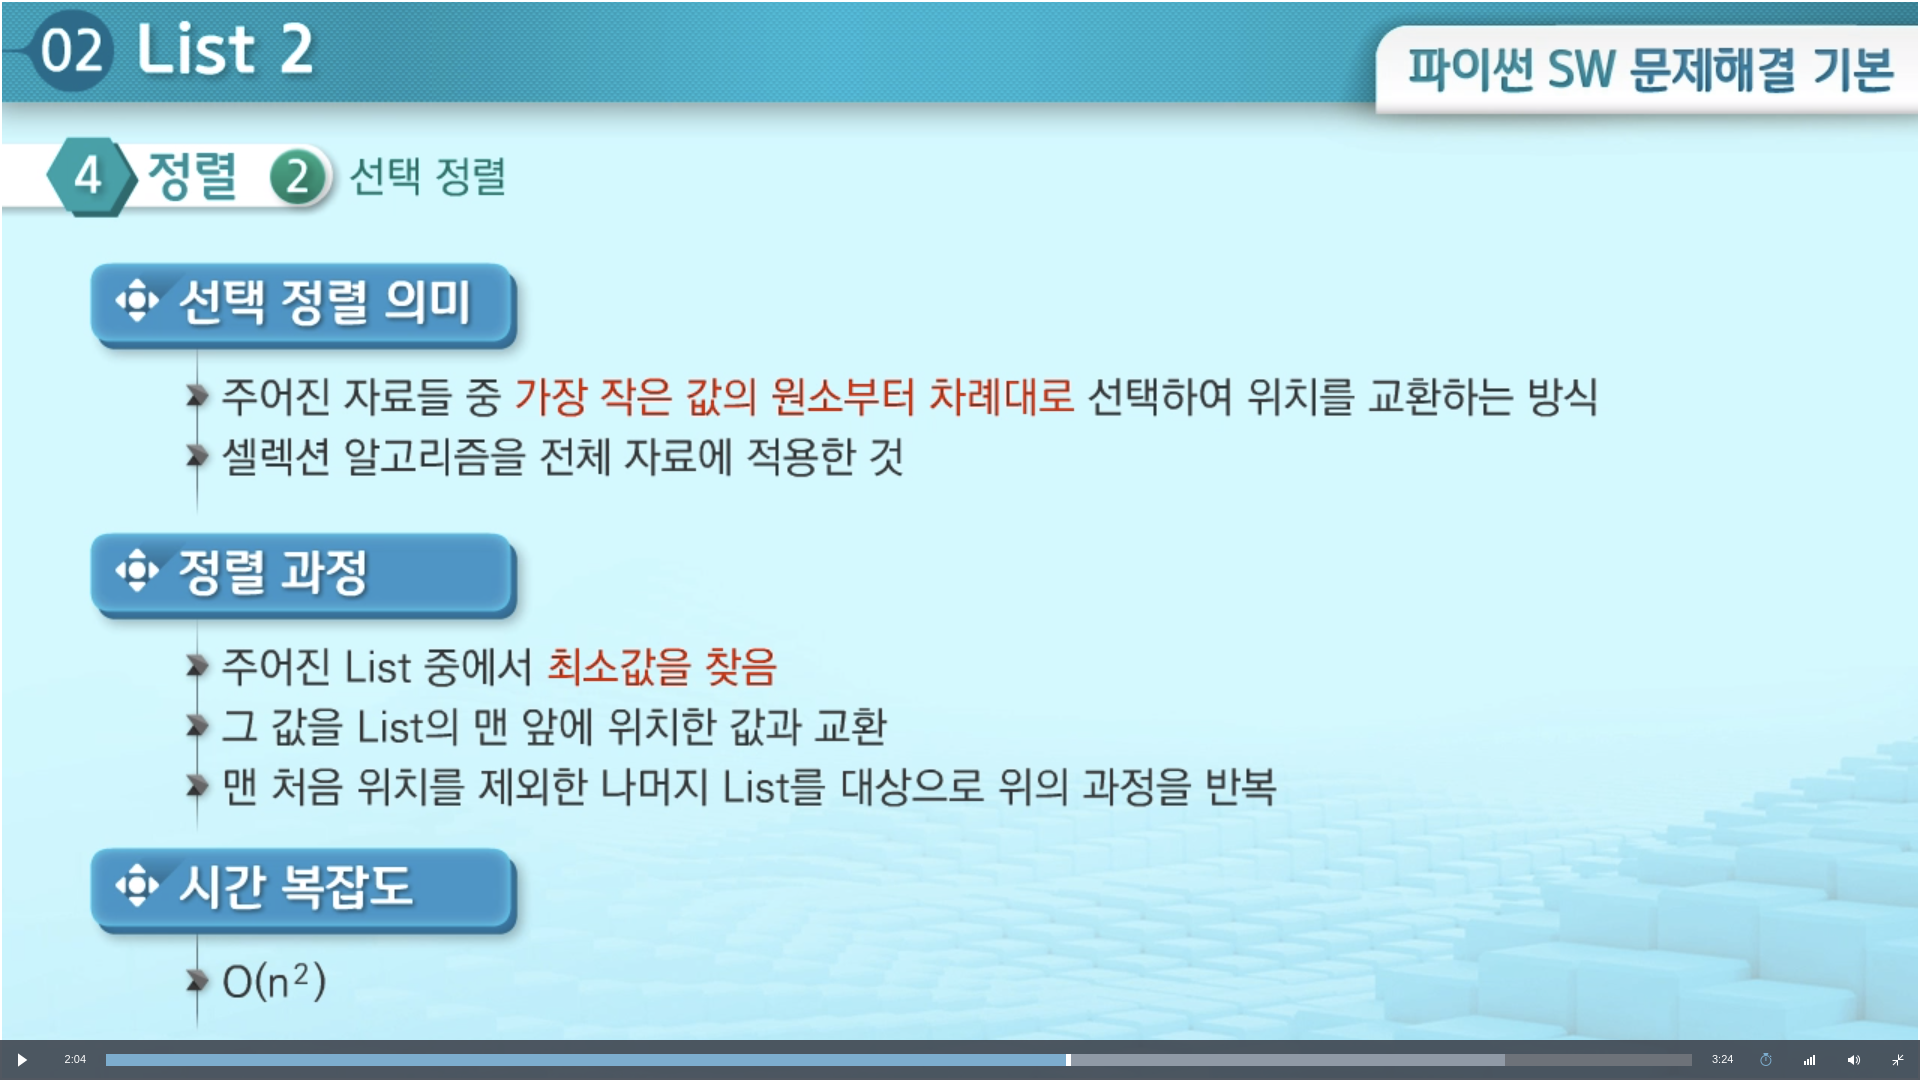 02 List 2
파이썬 SW 문제해결 기본
4 정렬 2 선택 정렬
선택 정렬 의미
주어진 자료들 중 가장 작은 값의 원소부터 차례대로 선택하여 위치를 교환하는 방식
셀렉션 알고리즘을 전체 자료에 적용한 것
정렬 과정
주어진 List 중에서 최소값을 찾음
그 값을 List의 맨 앞에 위치한 값과 교환
맨 처음 위치를 제외한 나머지 List를 대상으로 위의 과정을 반복
시간 복잡도
O(n²)
2:04 3:24